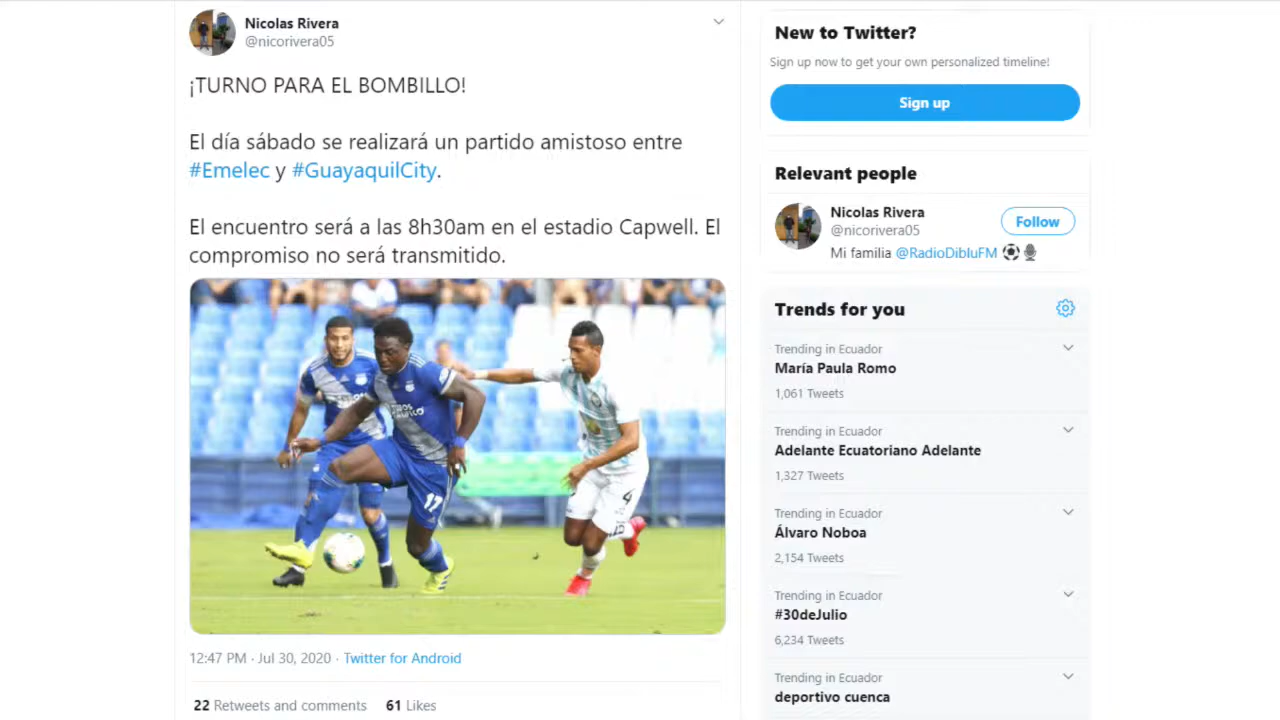 Nicolas Rivera
@nicorivera05
¡TURNO PARA EL BOMBILLO!
El día sábado se realizará un partido amistoso entre
#Emelec y #GuayaquilCity.
El encuentro será a las 8h30am en el estadio Capwell. El
compromiso no será transmitido.
17
4
12:47 PM · Jul 30, 2020 · Twitter for Android
22 Retweets and comments 61 Likes
New to Twitter?
Sign up now to get your own personalized timeline!
Sign up
Relevant people
Nicolas Rivera
@nicorivera05
Follow
Mi familia @RadioDibluFM
Trends for you
Trending in Ecuador
María Paula Romo
1,061 Tweets
Trending in Ecuador
Adelante Ecuatoriano Adelante
1,327 Tweets
Trending in Ecuador
Álvaro Noboa
2,154 Tweets
Trending in Ecuador
#30deJulio
6,234 Tweets
Trending in Ecuador
deportivo cuenca